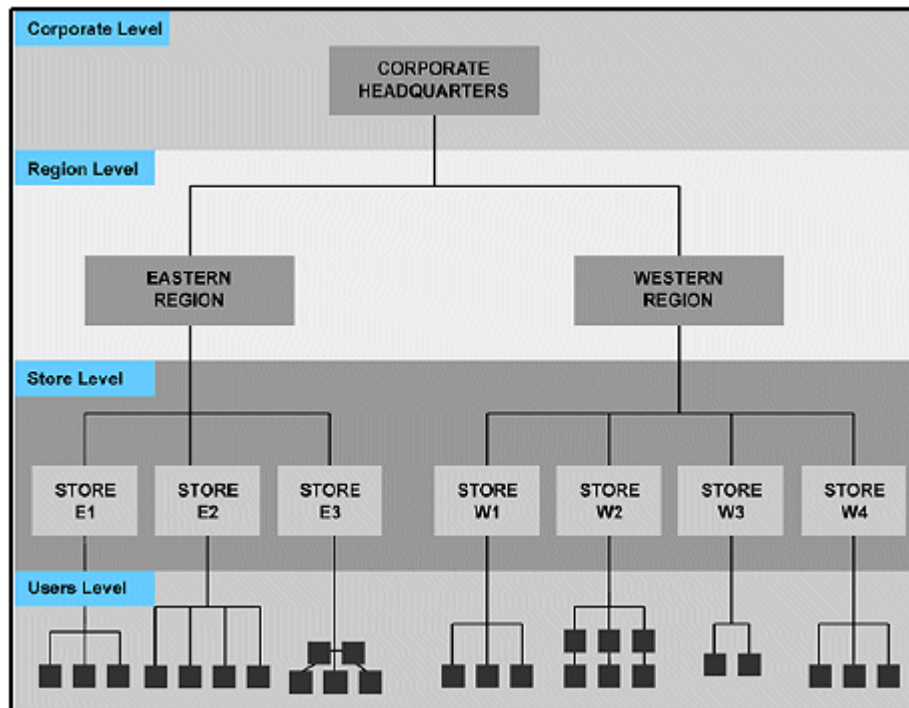 Corporate Level
CORPORATE
HEADQUARTERS
Region Level
EASTERN
REGION
WESTERN
REGION
Store Level
STORE
E1
STORE
E2
STORE
E3
STORE
W1
STORE
W2
STORE
W3
STORE
W4
Users Level